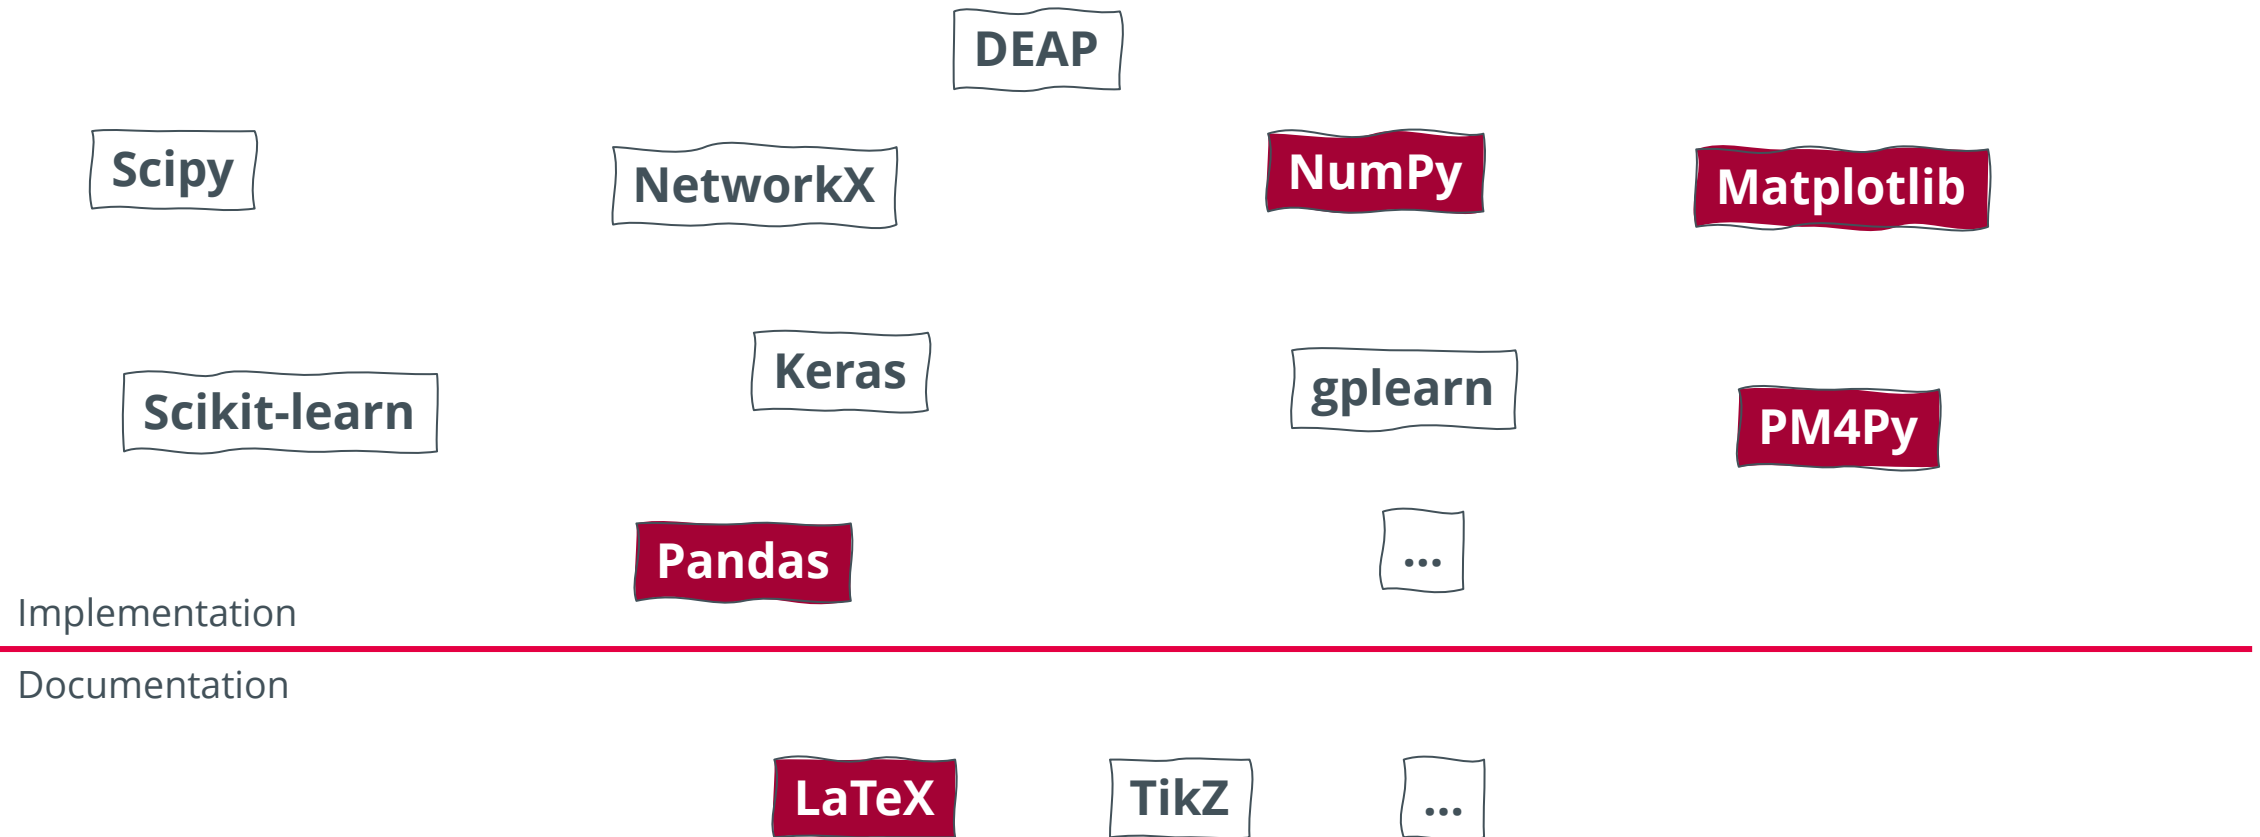 DEAP
Scipy
NetworkX
NumPy
Matplotlib
Keras
gplearn
Scikit-learn
PM4Py
Pandas
...
Implementation
Documentation
LaTeX
TikZ
...